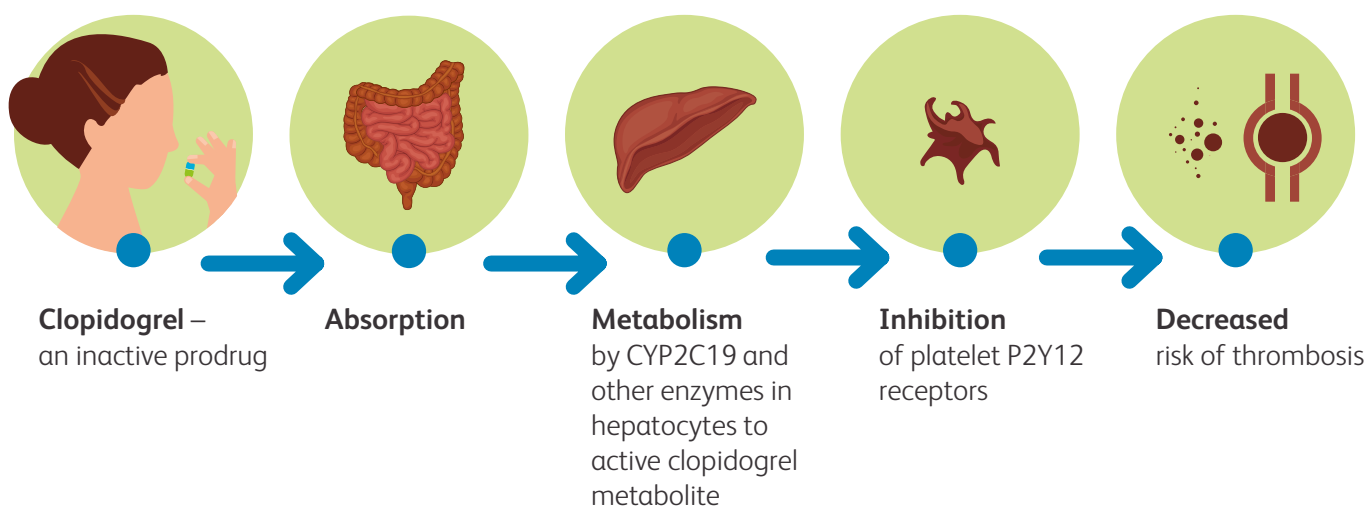 Clopidogrel –
an inactive prodrug
Absorption
Metabolism
by CYP2C19 and
other enzymes in
hepatocytes to
active clopidogrel
metabolite
Inhibition
of platelet P2Y12
receptors
Decreased
risk of thrombosis